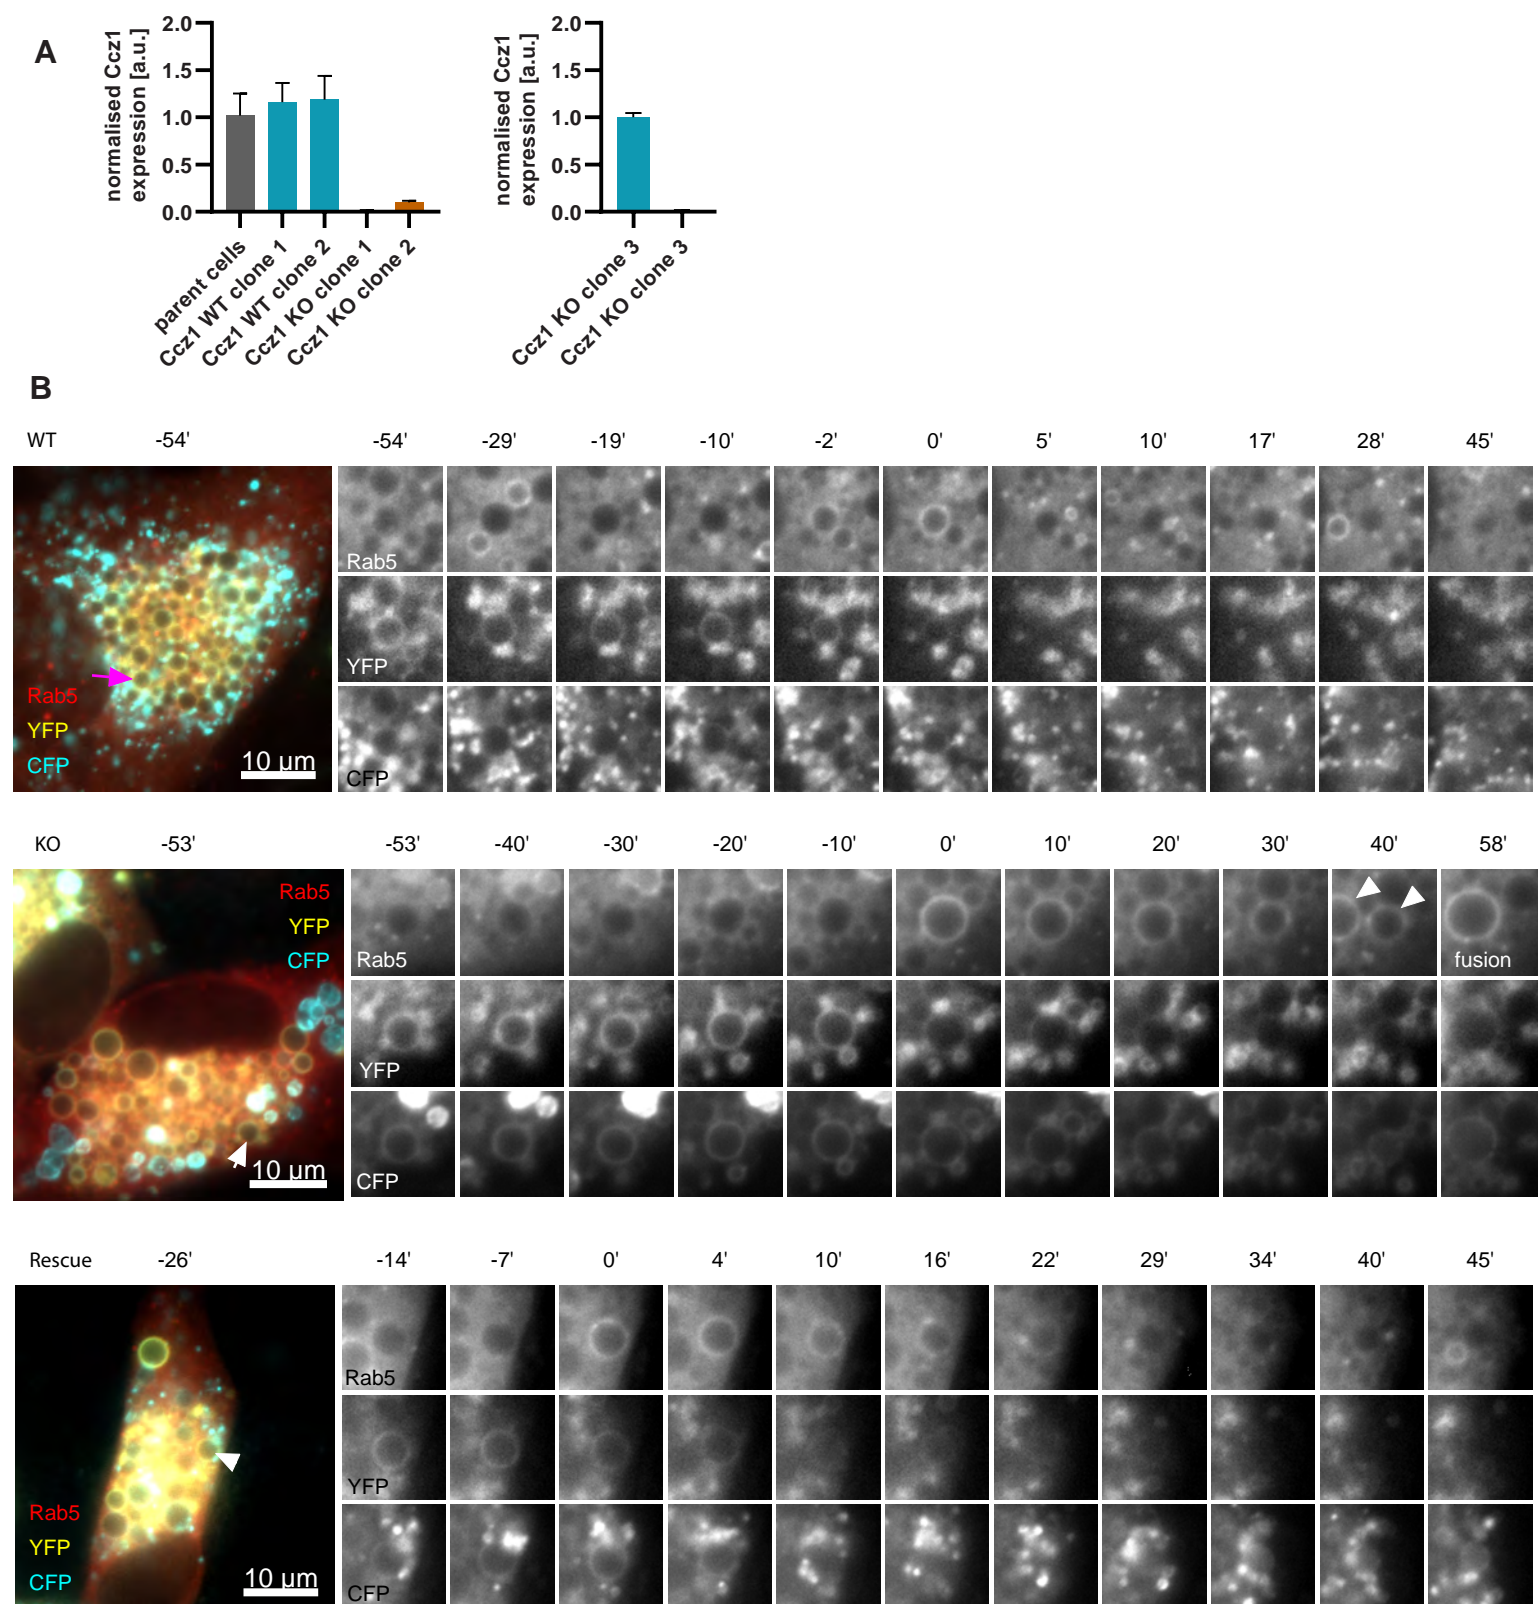 A
normalised Ccz1
expression [a.u.]
2.0
1.5
1.0
0.5
0.0
parent cells
Ccz1 WT clone 1
Ccz1 WT clone 2
Ccz1 KO clone 1
Ccz1 KO clone 2
normalised Ccz1
expression [a.u.]
2.0
1.5
1.0
0.5
0.0
Ccz1 KO clone 3
Ccz1 KO clone 3
B
WT -54' -54' -29' -19' -10' -2' 0' 5' 10' 17' 28' 45'
Rab5
YFP
CFP
10 µm
Rab5
YFP
CFP
KO -53' -53' -40' -30' -20' -10' 0' 10' 20' 30' 40' 58'
Rab5
YFP
CFP
10 µm
Rab5
fusion
YFP
CFP
Rescue -26' -14' -7' 0' 4' 10' 16' 22' 29' 34' 40' 45'
Rab5
YFP
CFP
10 µm
Rab5
YFP
CFP